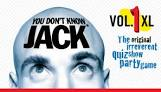 YOU DON'T KNOW
JACK
VOL. 1 XL
The original
irreverent
quiz show
party game